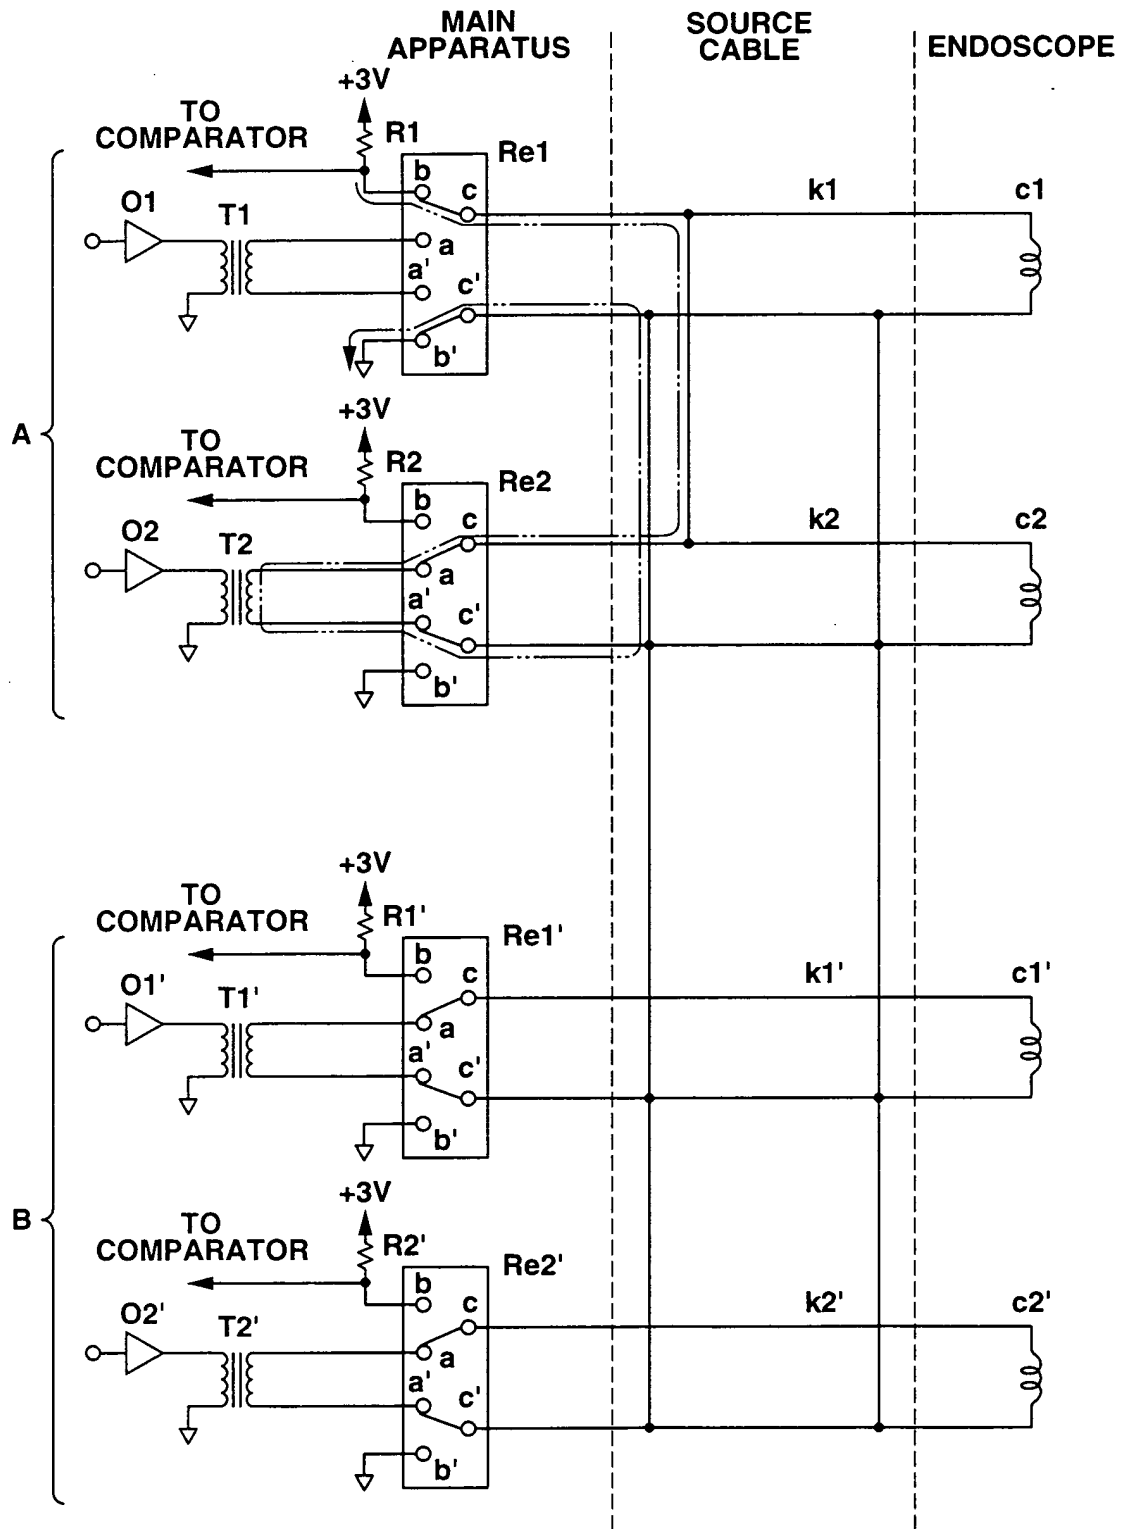 MAIN
APPARATUS
SOURCE
CABLE
ENDOSCOPE
+3V
TO
COMPARATOR
R1
Re1
b
c
k1
c1
O1
T1
a
a'
c'
b'
A
+3V
TO
COMPARATOR
R2
Re2
b
c
k2
c2
O2
T2
a
a'
c'
b'
+3V
TO
COMPARATOR
R1'
Re1'
b
c
k1'
c1'
O1'
T1'
a
a'
c'
b'
B
+3V
TO
COMPARATOR
R2'
Re2'
b
c
k2'
c2'
O2'
T2'
a
a'
c'
b'